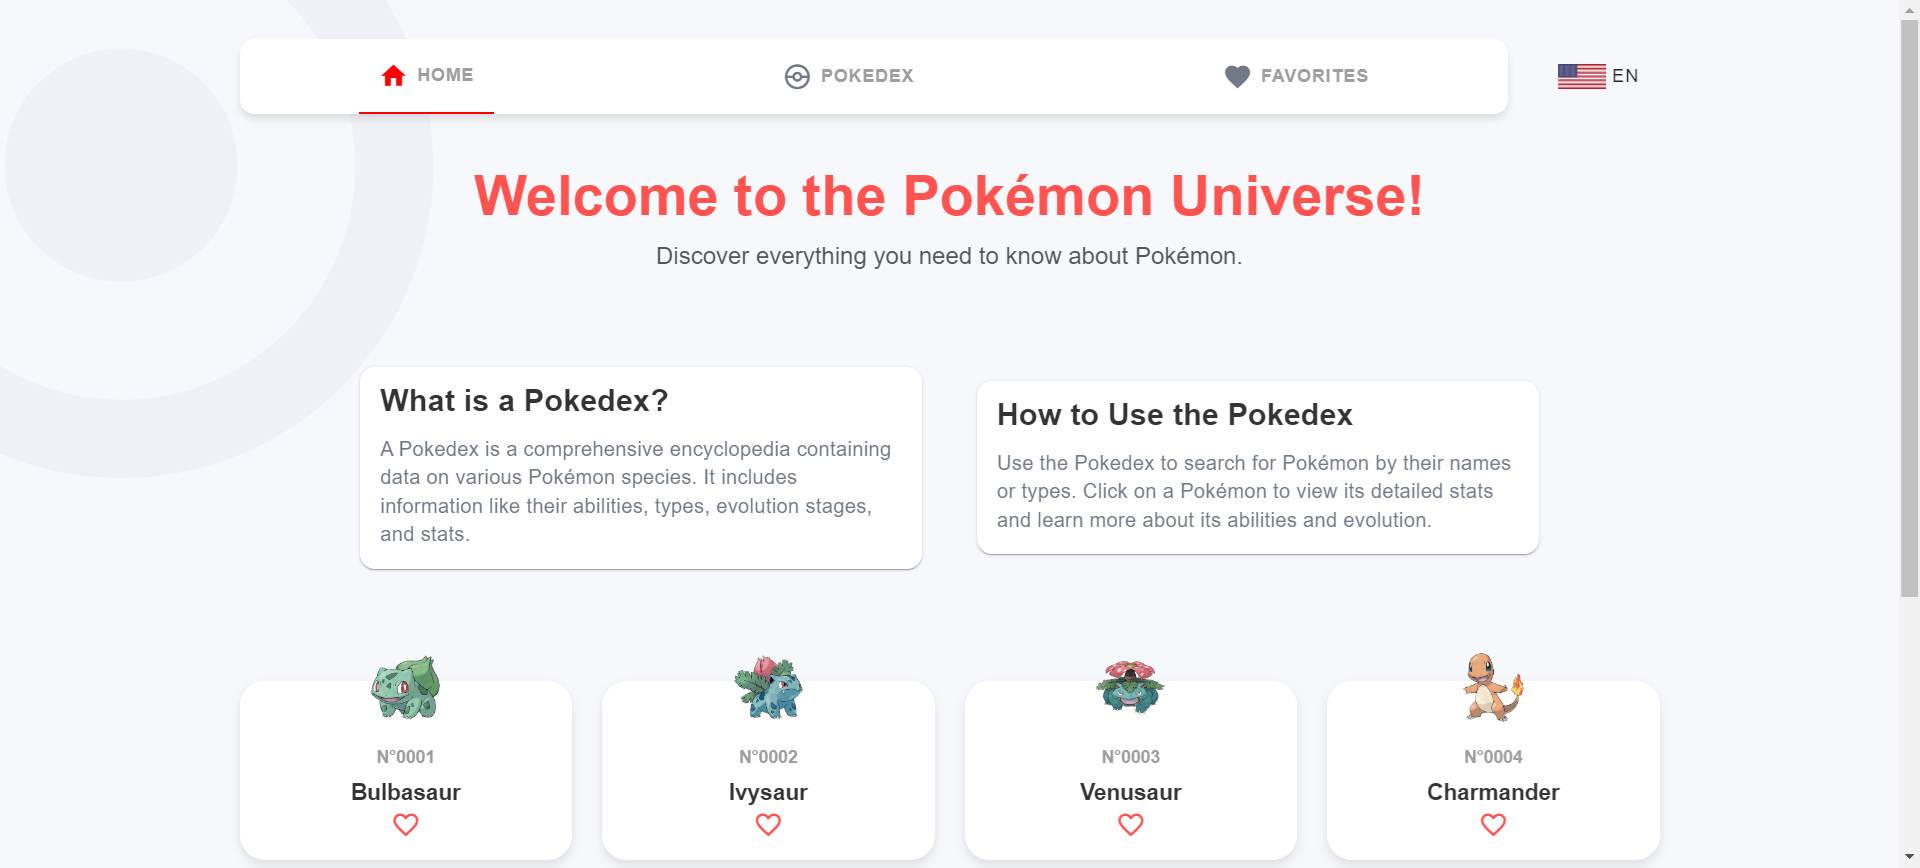 HOME
POKEDEX
FAVORITES
EN
Welcome to the Pokémon Universe!
Discover everything you need to know about Pokémon.
What is a Pokedex?
A Pokedex is a comprehensive encyclopedia containing
data on various Pokémon species. It includes
information like their abilities, types, evolution stages,
and stats.
How to Use the Pokedex
Use the Pokedex to search for Pokémon by their names
or types. Click on a Pokémon to view its detailed stats
and learn more about its abilities and evolution.
N°0001
Bulbasaur
N°0002
Ivysaur
N°0003
Venusaur
N°0004
Charmander